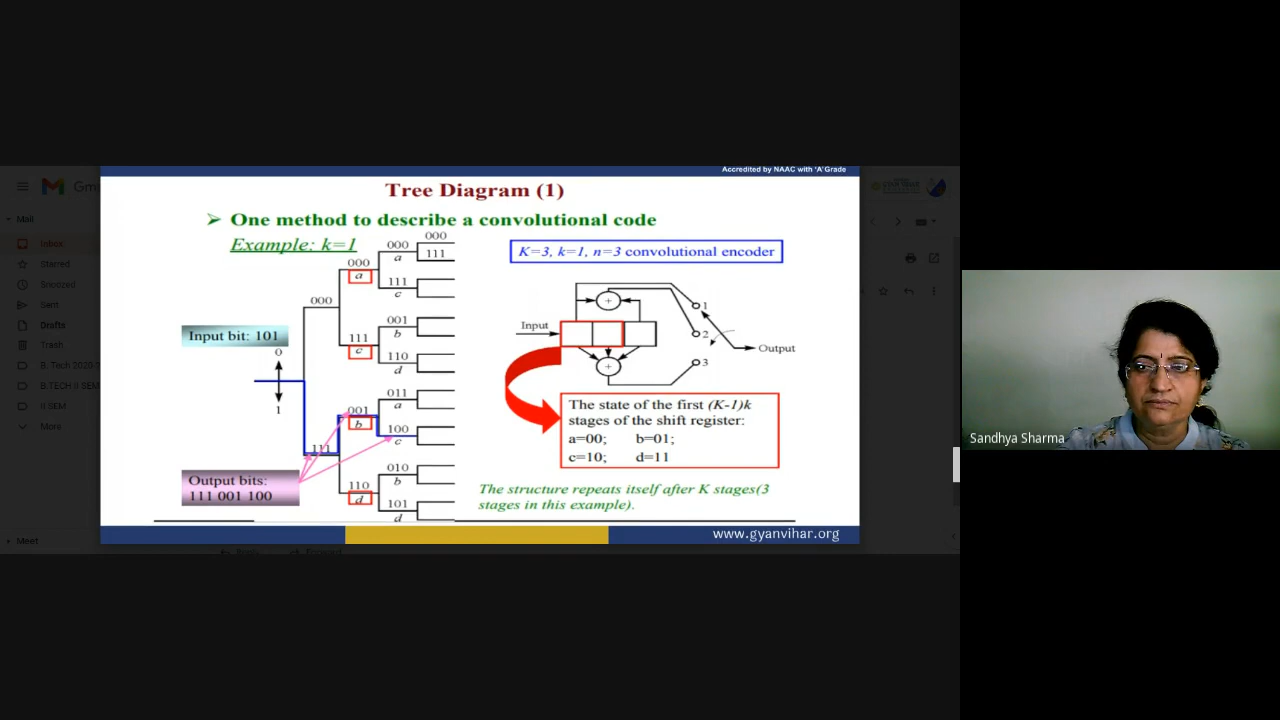 Accredited by NAAC with 'A'Grade
Tree Diagram (1)
➢ One method to describe a convolutional code
Example: k=1
K=3, k=1, n=3 convolutional encoder
000
000
a
111
000
a
111
c
000
001
b
111
c
110
d
Input bit: 101
0
1
011
a
001
b
100
c
111
010
b
110
d
101
d
Output bits:
111 001 100
Input
+
+
1
2
3
Output
The state of the first (K-1)k
stages of the shift register:
a=00; b=01;
c=10; d=11
The structure repeats itself after K stages(3
stages in this example).
www.gyanvihar.org
Gm
Mail
Inbox
Starred
Snoozed
Sent
Drafts
Trash
B. Tech 2020-
B.TECH II SEM
II SEM
More
Meet
Forward
Sandhya Sharma